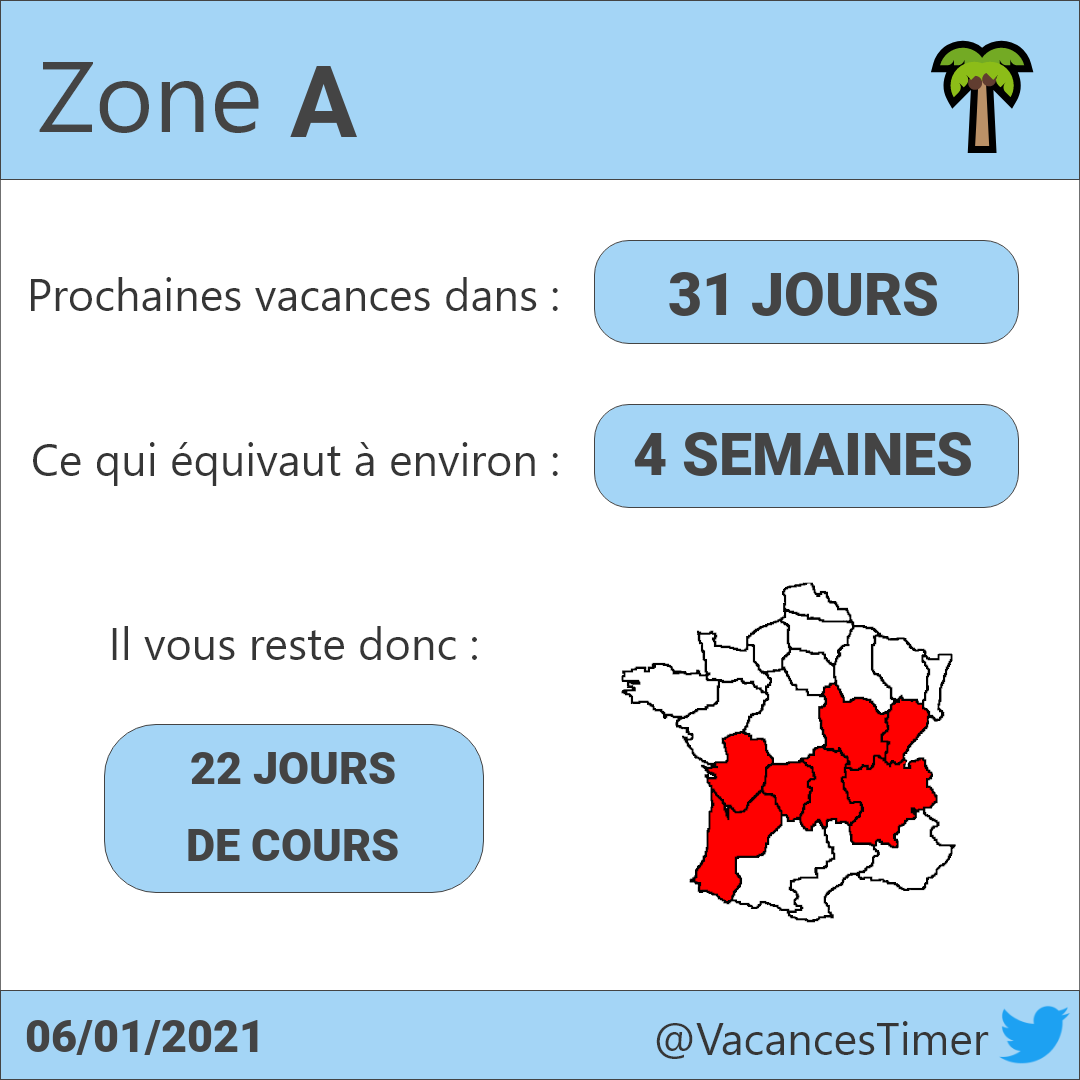 Zone A
Prochaines vacances dans : 31 JOURS
Ce qui équivaut à environ : 4 SEMAINES
Il vous reste donc :
22 JOURS
DE COURS
06/01/2021
@VacancesTimer